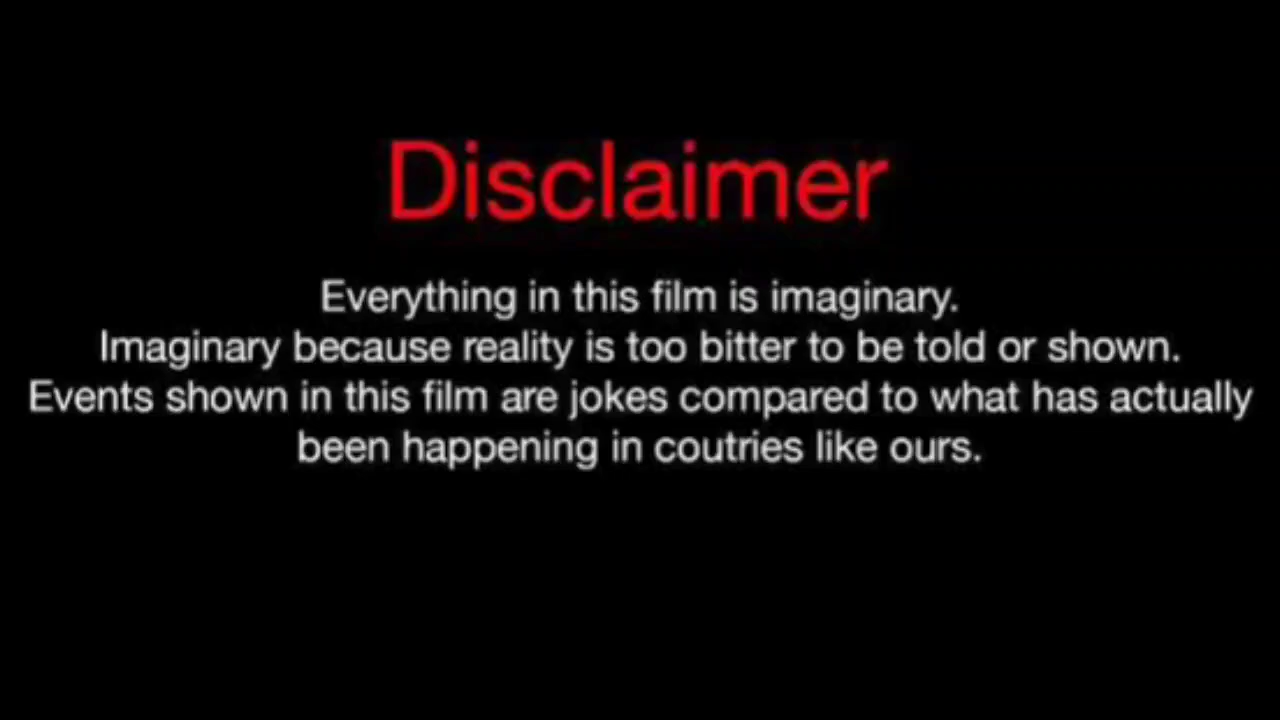 Disclaimer
Everything in this film is imaginary.
Imaginary because reality is too bitter to be told or shown.
Events shown in this film are jokes compared to what has actually
been happening in coutries like ours.